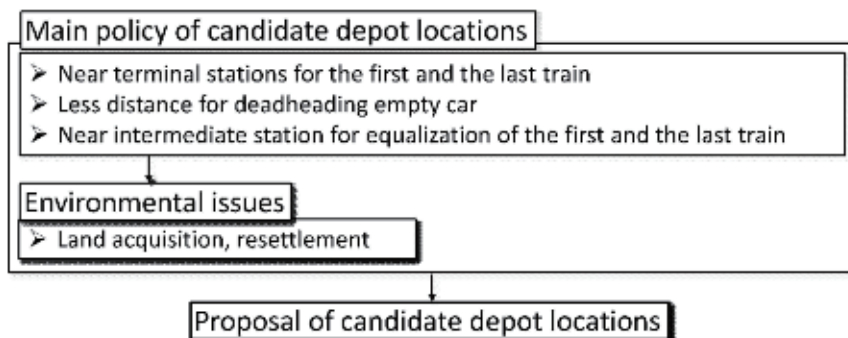 Main policy of candidate depot locations
➢ Near terminal stations for the first and the last train
➢ Less distance for deadheading empty car
➢ Near intermediate station for equalization of the first and the last train
Environmental issues
➢ Land acquisition, resettlement
Proposal of candidate depot locations